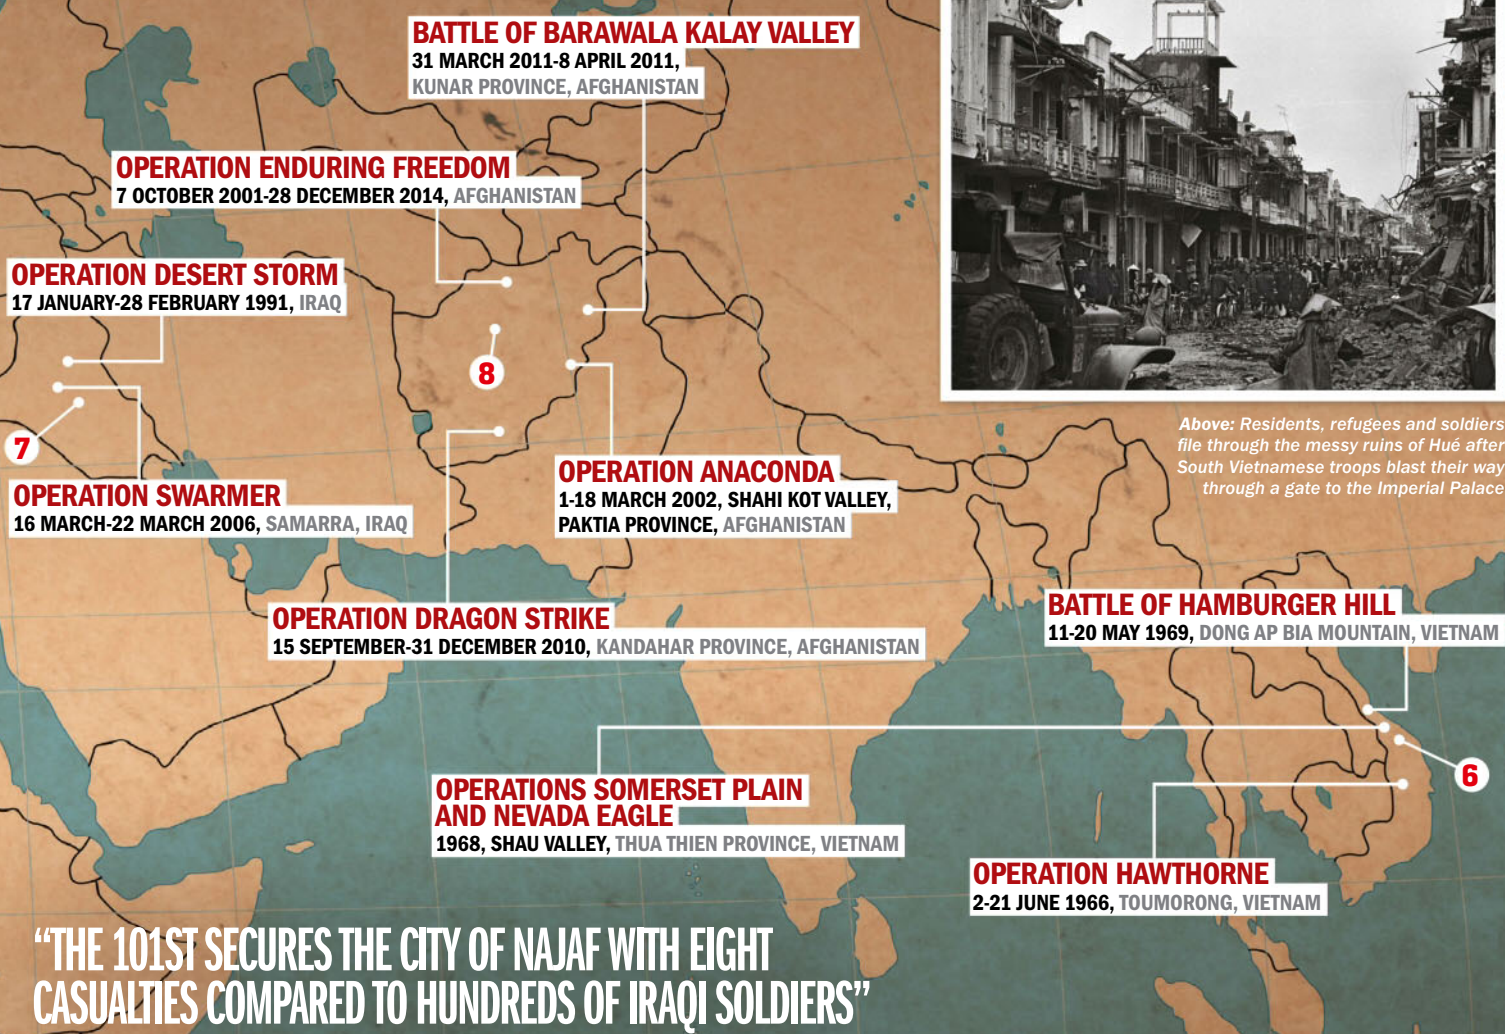 BATTLE OF BARAWALA KALAY VALLEY
31 MARCH 2011-8 APRIL 2011,
KUNAR PROVINCE, AFGHANISTAN
OPERATION ENDURING FREEDOM
7 OCTOBER 2001-28 DECEMBER 2014, AFGHANISTAN
OPERATION DESERT STORM
17 JANUARY-28 FEBRUARY 1991, IRAQ
8
7
OPERATION SWARMER
16 MARCH-22 MARCH 2006, SAMARRA, IRAQ
OPERATION ANACONDA
1-18 MARCH 2002, SHAHI KOT VALLEY,
PAKTIA PROVINCE, AFGHANISTAN
Above: Residents, refugees and soldiers
file through the messy ruins of Hué after
South Vietnamese troops blast their way
through a gate to the Imperial Palace
OPERATION DRAGON STRIKE
15 SEPTEMBER-31 DECEMBER 2010, KANDAHAR PROVINCE, AFGHANISTAN
BATTLE OF HAMBURGER HILL
11-20 MAY 1969, DONG AP BIA MOUNTAIN, VIETNAM
6
OPERATIONS SOMERSET PLAIN
AND NEVADA EAGLE
1968, SHAU VALLEY, THUA THIEN PROVINCE, VIETNAM
OPERATION HAWTHORNE
2-21 JUNE 1966, TOUMORONG, VIETNAM
“THE 101ST SECURES THE CITY OF NAJAF WITH EIGHT
CASUALTIES COMPARED TO HUNDREDS OF IRAQI SOLDIERS”